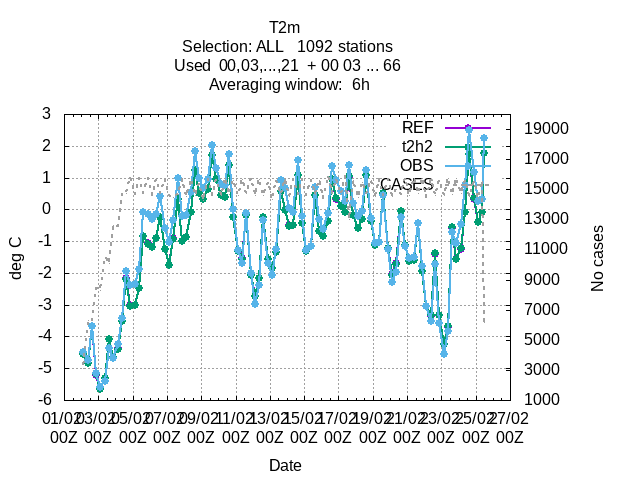 T2m
Selection: ALL   1092 stations
Used  00,03,...,21  + 00 03 ... 66
Averaging window:  6h
REF
t2h2
OBS
CASES
3
2
1
0
-1
-2
-3
-4
-5
-6
deg C
19000
17000
15000
13000
11000
9000
7000
5000
3000
1000
No cases
01/02 03/02 05/02 07/02 09/02 11/02 13/02 15/02 17/02 19/02 21/02 23/02 25/02 27/02
00Z 00Z 00Z 00Z 00Z 00Z 00Z 00Z 00Z 00Z 00Z 00Z 00Z 00Z
Date